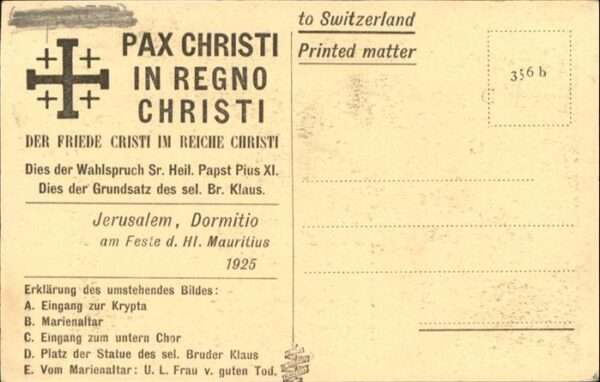 PAX CHRISTI
IN REGNO
CHRISTI
DER FRIEDE CRISTI IM REICHE CHRISTI
Dies der Wahlspruch Sr. Heil. Papst Pius XI.
Dies der Grundsatz des sel. Br. Klaus.
Jerusalem, Dormitio
am Feste d. Hl. Mauritius
1925
Erklärung des umstehendes Bildes:
A. Eingang zur Krypta
B. Marienaltar
C. Eingang zum untern Chor
D. Platz der Statue des sel. Bruder Klaus
E. Vom Marienaltar: U. L. Frau v. guten Tod.
to Switzerland
Printed matter
356 b